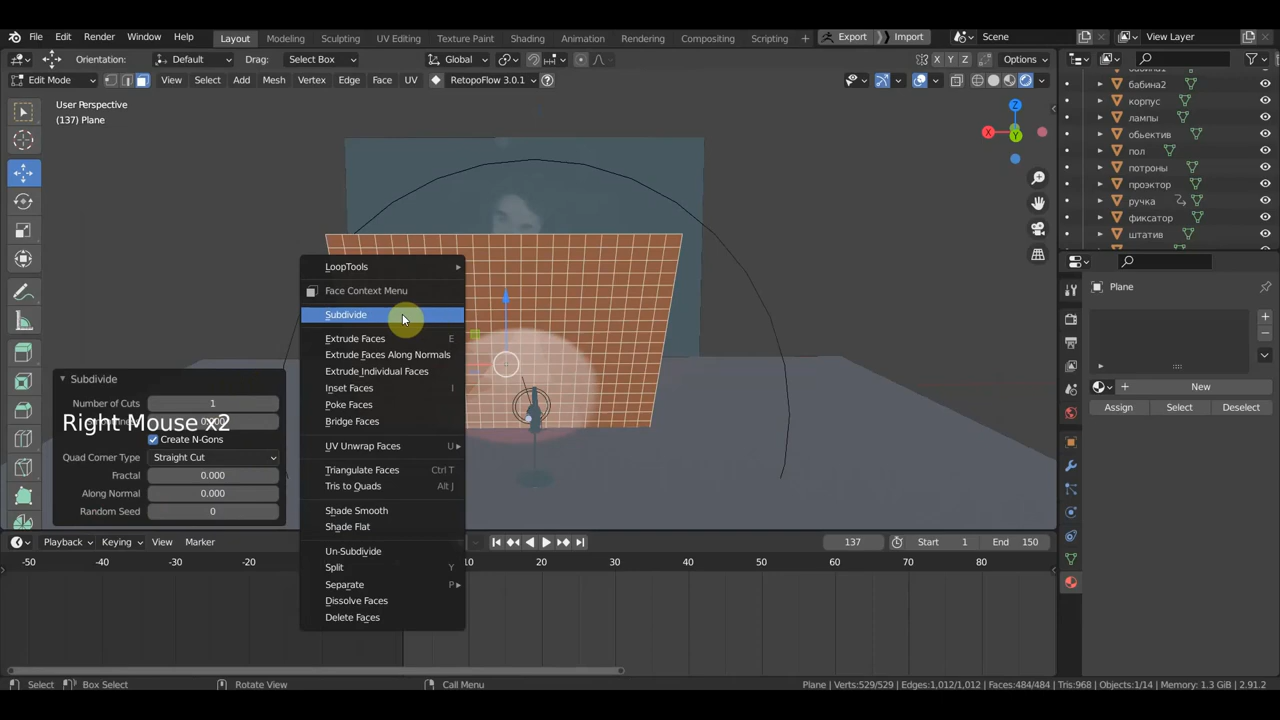 File Edit Render Window Help Layout Modeling Sculpting UV Editing Texture Paint Shading Animation Rendering Compositing Scripting + Export Import Scene View Layer
Orientation: Default Drag: Select Box Global X Y Z Options
Edit Mode View Select Add Mesh Vertex Edge Face UV RetopoFlow 3.0.1
User Perspective
(137) Plane
Z
X
Y
бабина2
корпус
лампы
обьектив
пол
потроны
проэктор
ручка
фиксатор
штатив
Plane
+ New
Assign Select Deselect
LoopTools
Face Context Menu
Subdivide
Extrude Faces E
Extrude Faces Along Normals
Extrude Individual Faces
Inset Faces I
Poke Faces
Bridge Faces
UV Unwrap Faces U
Triangulate Faces Ctrl T
Tris to Quads Alt J
Shade Smooth
Shade Flat
Un-Subdivide
Split Y
Separate P
Dissolve Faces
Delete Faces
Subdivide
Number of Cuts 1
Right Mouse x2
Create N-Gons
Quad Corner Type Straight Cut
Fractal 0.000
Along Normal 0.000
Random Seed 0
Playback Keying View Marker 137 Start 1 End 150
-50 -40 -30 -20 10 20 30 40 50 60 70 80
Select Box Select Rotate View Call Menu Plane | Verts:529/529 | Edges:1,012/1,012 | Faces:484/484 | Tris:968 | Objects:1/14 | Memory: 1.3 GiB | 2.91.2